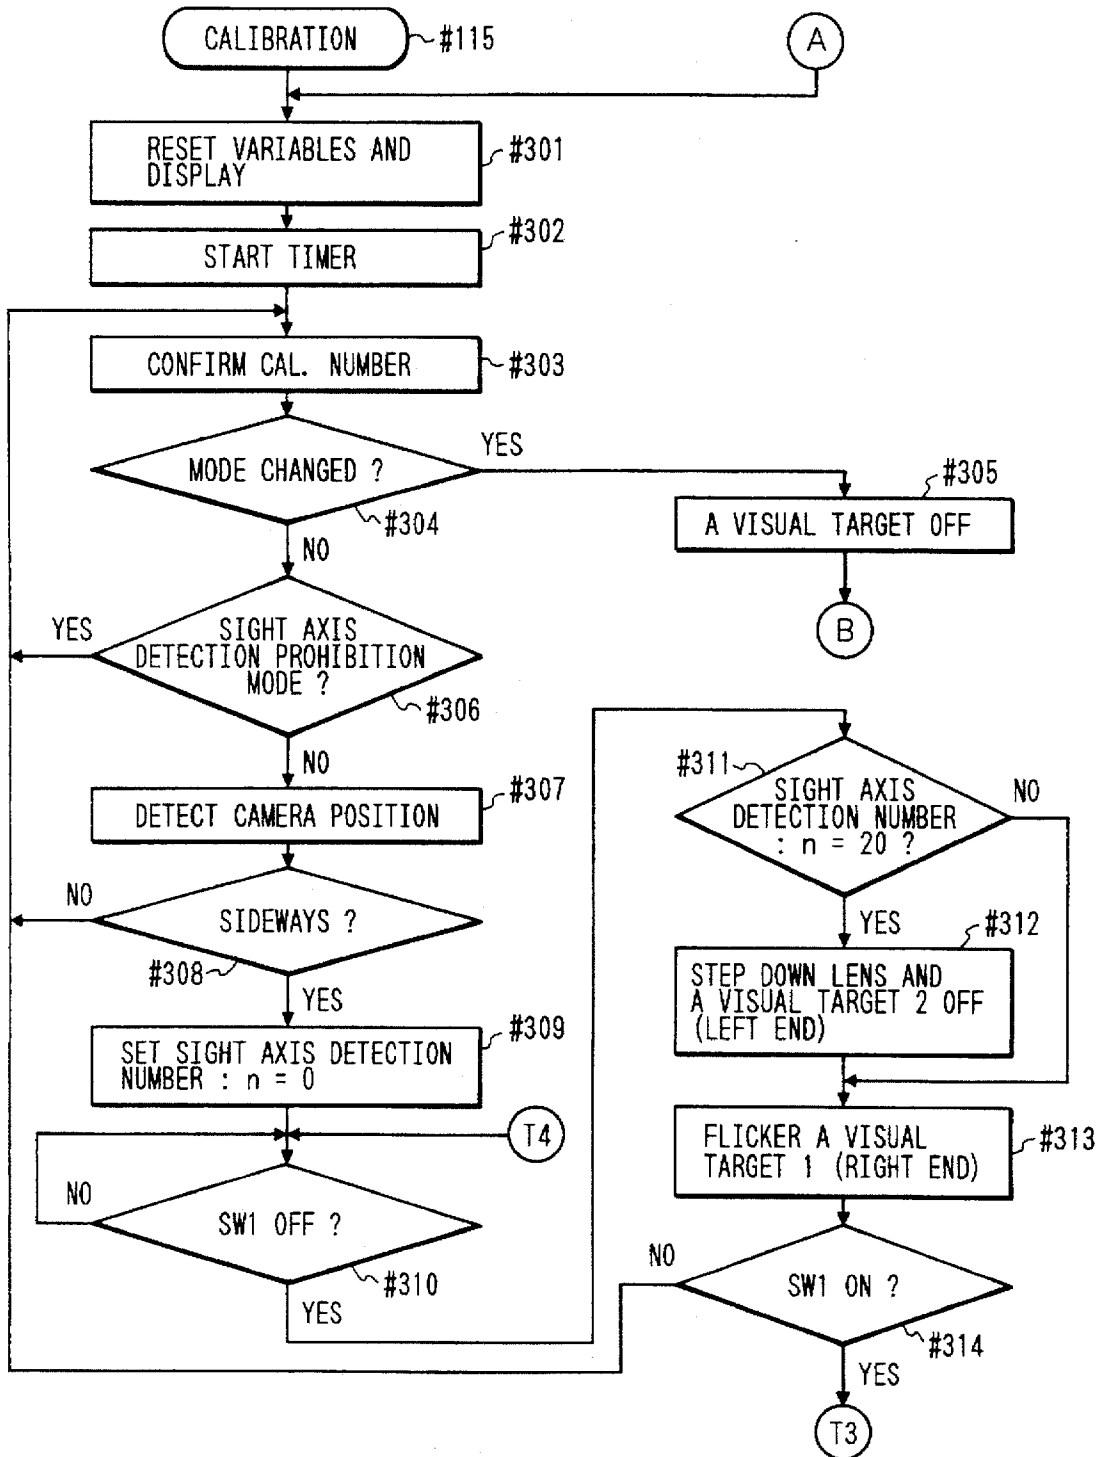 CALIBRATION
#115
A
RESET VARIABLES AND
DISPLAY
#301
START TIMER
#302
CONFIRM CAL. NUMBER
#303
MODE CHANGED ?
#304
YES
NO
A VISUAL TARGET OFF
#305
B
SIGHT AXIS
DETECTION PROHIBITION
MODE ?
#306
YES
NO
DETECT CAMERA POSITION
#307
SIDEWAYS ?
#308
NO
YES
SET SIGHT AXIS DETECTION
NUMBER : n = 0
#309
T4
SW1 OFF ?
#310
NO
YES
#311
SIGHT AXIS
DETECTION NUMBER
: n = 20 ?
NO
YES
#312
STEP DOWN LENS AND
A VISUAL TARGET 2 OFF
(LEFT END)
FLICKER A VISUAL
TARGET 1 (RIGHT END)
#313
NO
SW1 ON ?
#314
YES
T3